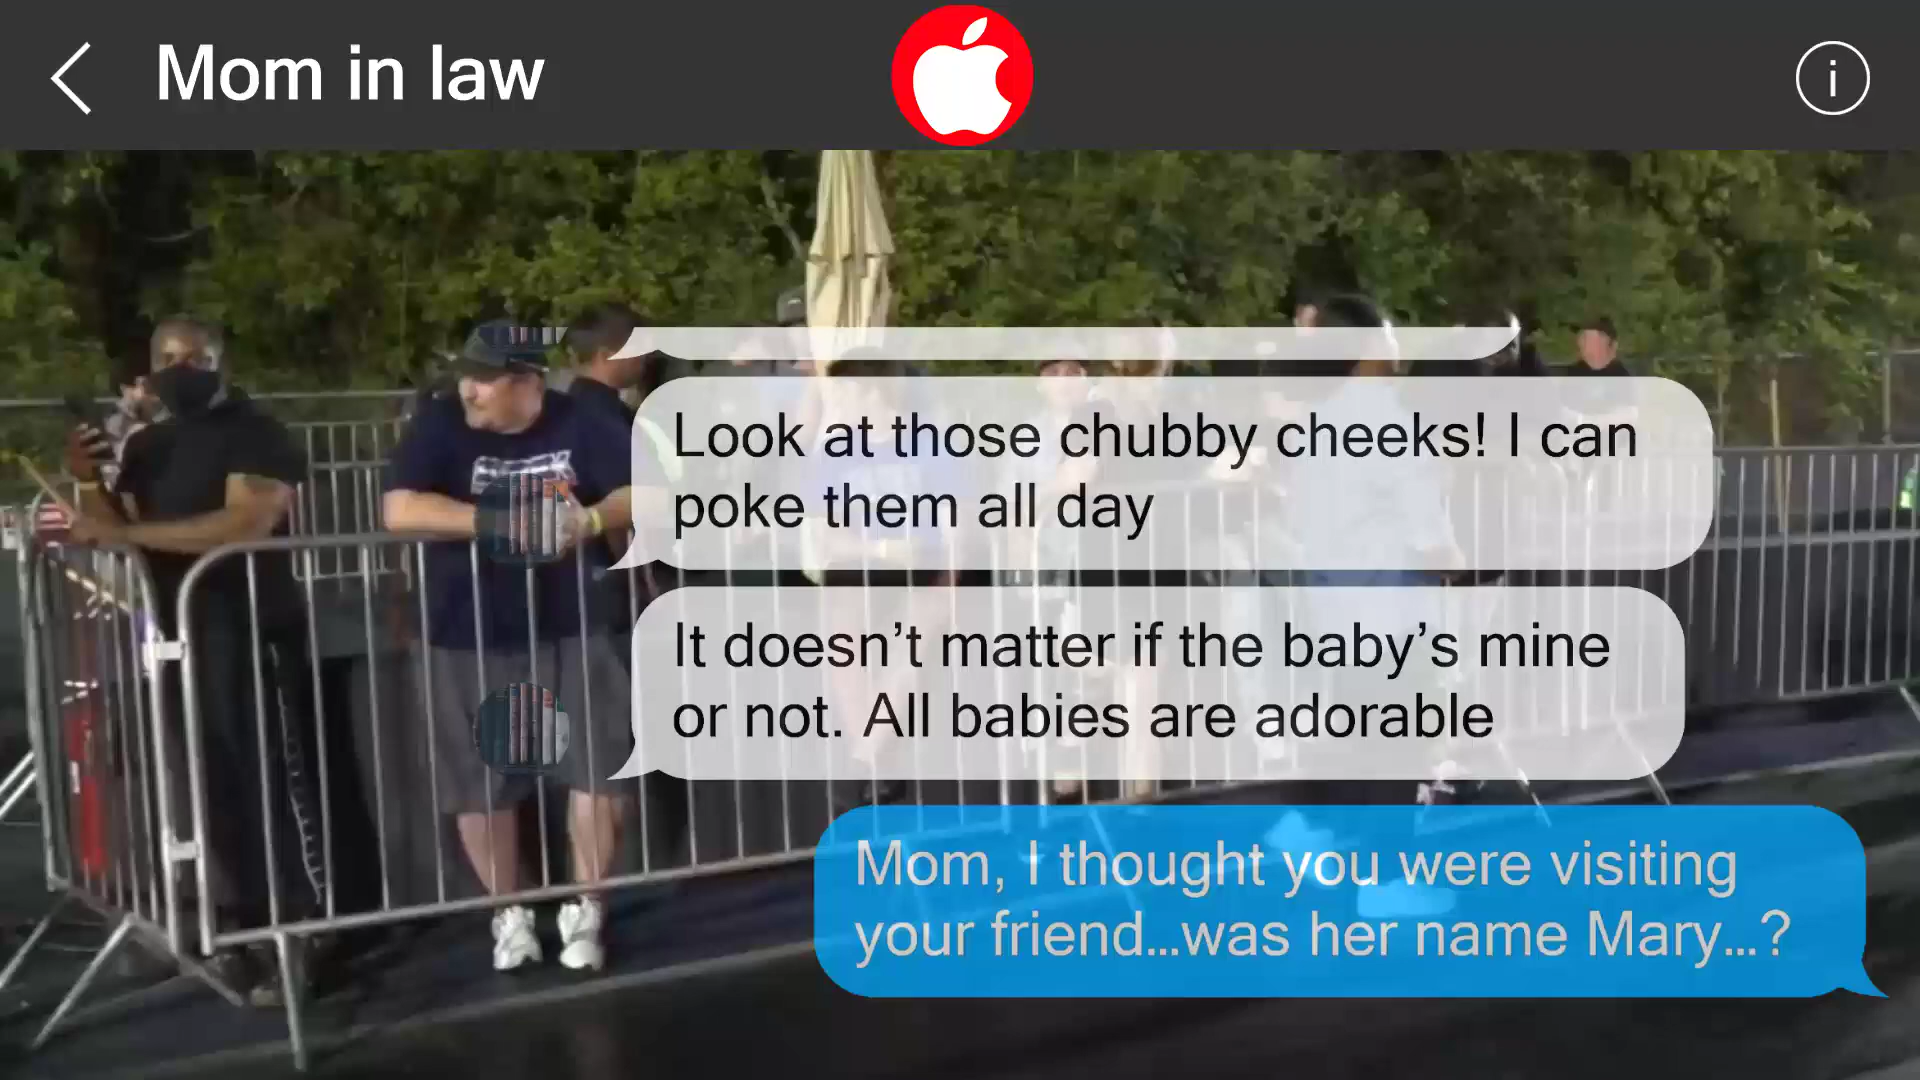 Mom in law
Look at those chubby cheeks! I can
poke them all day
It doesn’t matter if the baby’s mine
or not. All babies are adorable
Mom, I thought you were visiting
your friend...was her name Mary...?